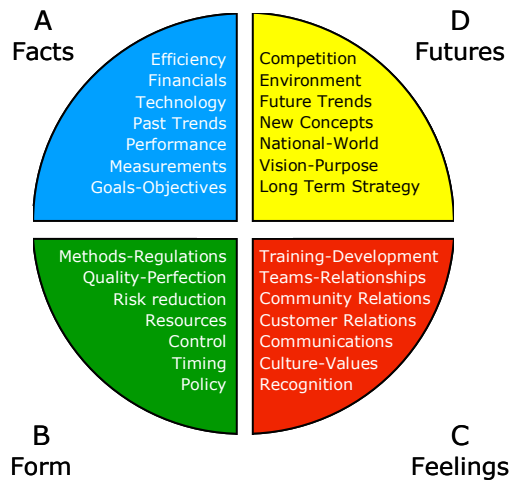 A
Facts
Efficiency
Financials
Technology
Past Trends
Performance
Measurements
Goals-Objectives
D
Futures
Competition
Environment
Future Trends
New Concepts
National-World
Vision-Purpose
Long Term Strategy
Methods-Regulations
Quality-Perfection
Risk reduction
Resources
Control
Timing
Policy
B
Form
Training-Development
Teams-Relationships
Community Relations
Customer Relations
Communications
Culture-Values
Recognition
C
Feelings